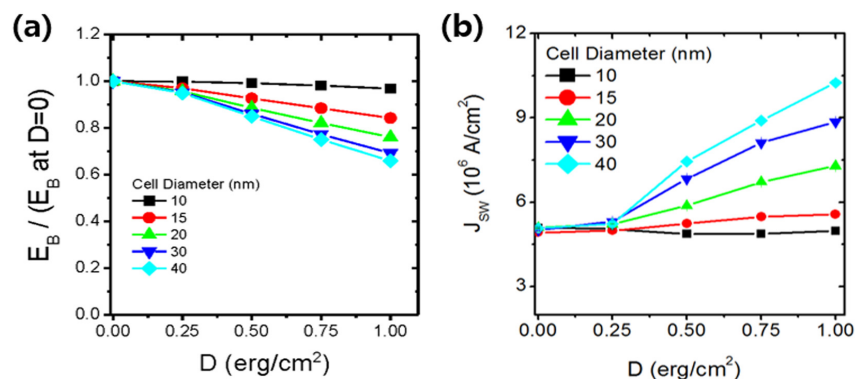 (a)
1.2
1.0
0.8
0.6
0.4
0.2
0.0
E_B / (E_B at D=0)
Cell Diameter (nm)
10
15
20
30
40
0.00 0.25 0.50 0.75 1.00
D (erg/cm²)
(b)
12
9
6
3
J_SW (10⁶ A/cm²)
Cell Diameter (nm)
10
15
20
30
40
0.00 0.25 0.50 0.75 1.00
D (erg/cm²)